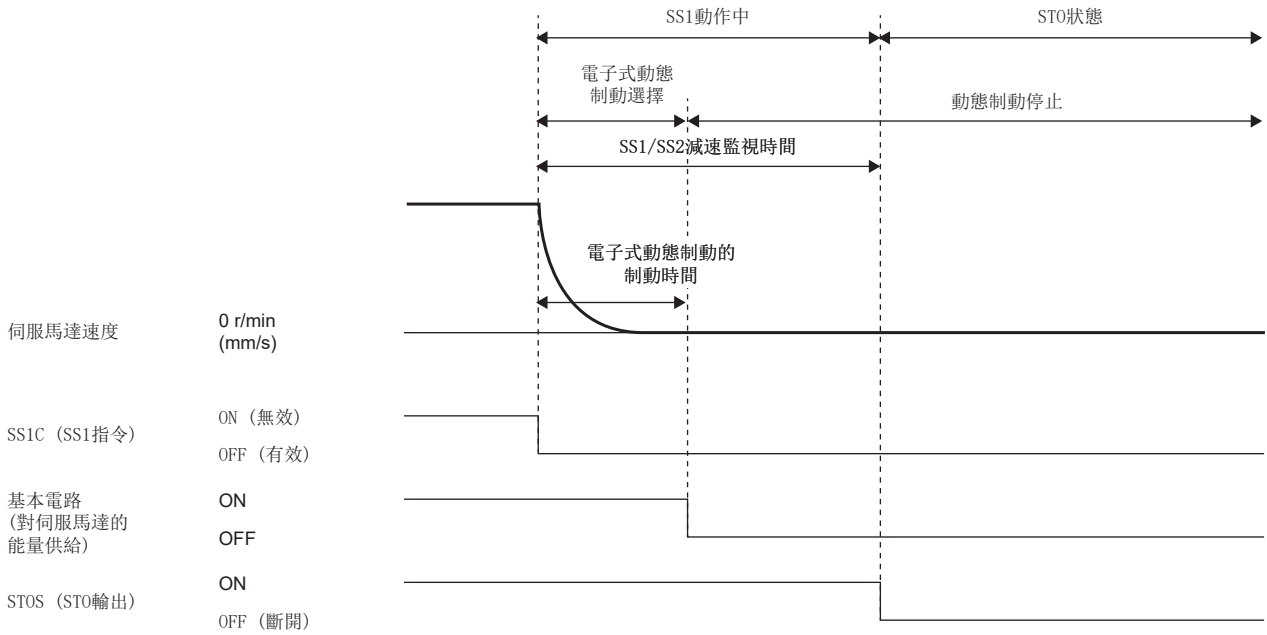 SS1動作中
STO狀態
電子式動態
制動選擇
動態制動停止
SS1/SS2減速監視時間
電子式動態制動的
制動時間
伺服馬達速度
0 r/min
(mm/s)
SS1C (SS1指令)
ON (無效)
OFF (有效)
基本電路
(對伺服馬達的
能量供給)
ON
OFF
STOS (STO輸出)
ON
OFF (斷開)